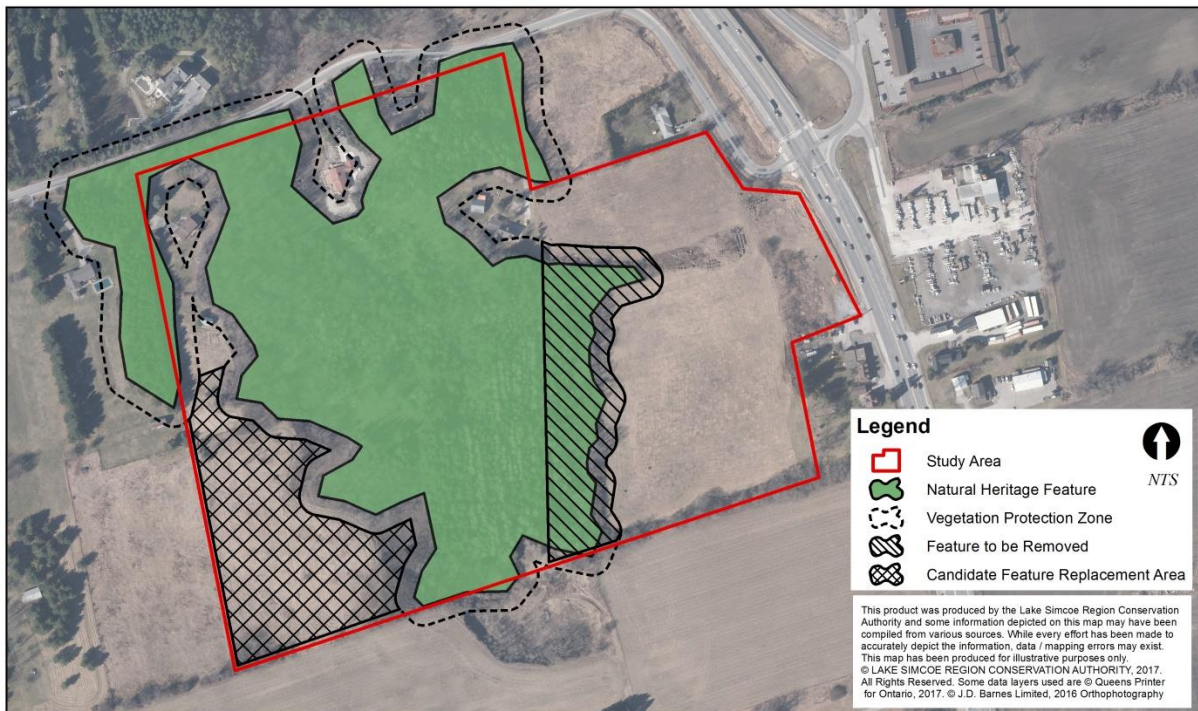 Legend
NTS
Study Area
Natural Heritage Feature
Vegetation Protection Zone
Feature to be Removed
Candidate Feature Replacement Area
This product was produced by the Lake Simcoe Region Conservation
Authority and some information depicted on this map may have been
compiled from various sources. While every effort has been made to
accurately depict the information, data / mapping errors may exist.
This map has been produced for illustrative purposes only.
© LAKE SIMCOE REGION CONSERVATION AUTHORITY, 2017.
All Rights Reserved. Some data layers used are © Queens Printer
for Ontario, 2017. © J.D. Barnes Limited, 2016 Orthophotography